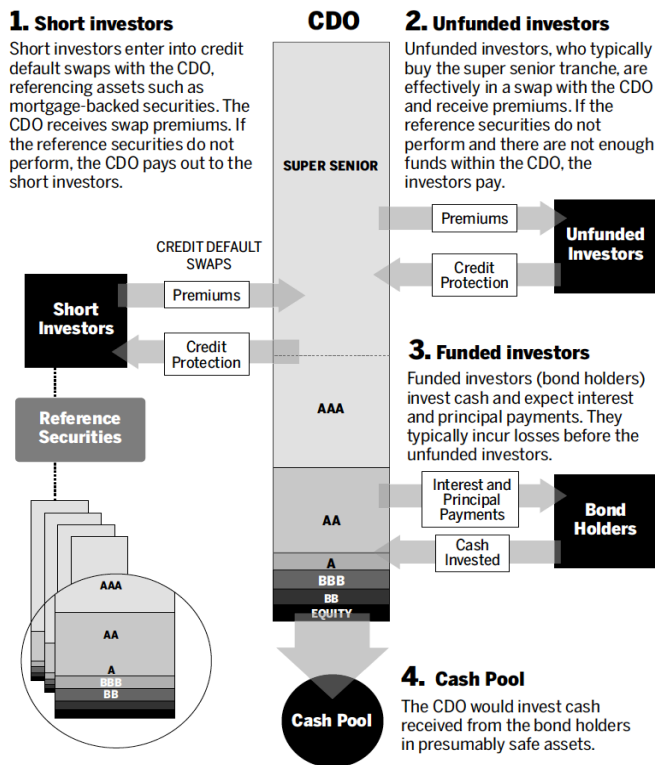 1. Short investors
Short investors enter into credit
default swaps with the CDO,
referencing assets such as
mortgage-backed securities. The
CDO receives swap premiums. If
the reference securities do not
perform, the CDO pays out to the
short investors.
CDO
2. Unfunded investors
Unfunded investors, who typically
buy the super senior tranche, are
effectively in a swap with the CDO
and receive premiums. If the
reference securities do not
perform and there are not enough
funds within the CDO, the
investors pay.
SUPER SENIOR
Premiums
Credit
Protection
Unfunded
Investors
CREDIT DEFAULT
SWAPS
Short
Investors
Premiums
Credit
Protection
Reference
Securities
3. Funded investors
Funded investors (bond holders)
invest cash and expect interest
and principal payments. They
typically incur losses before the
unfunded investors.
AAA
AA
A
BBB
BB
EQUITY
Interest and
Principal
Payments
Cash
Invested
Bond
Holders
AAA
AA
A
BBB
BB
Cash Pool
4. Cash Pool
The CDO would invest cash
received from the bond holders
in presumably safe assets.